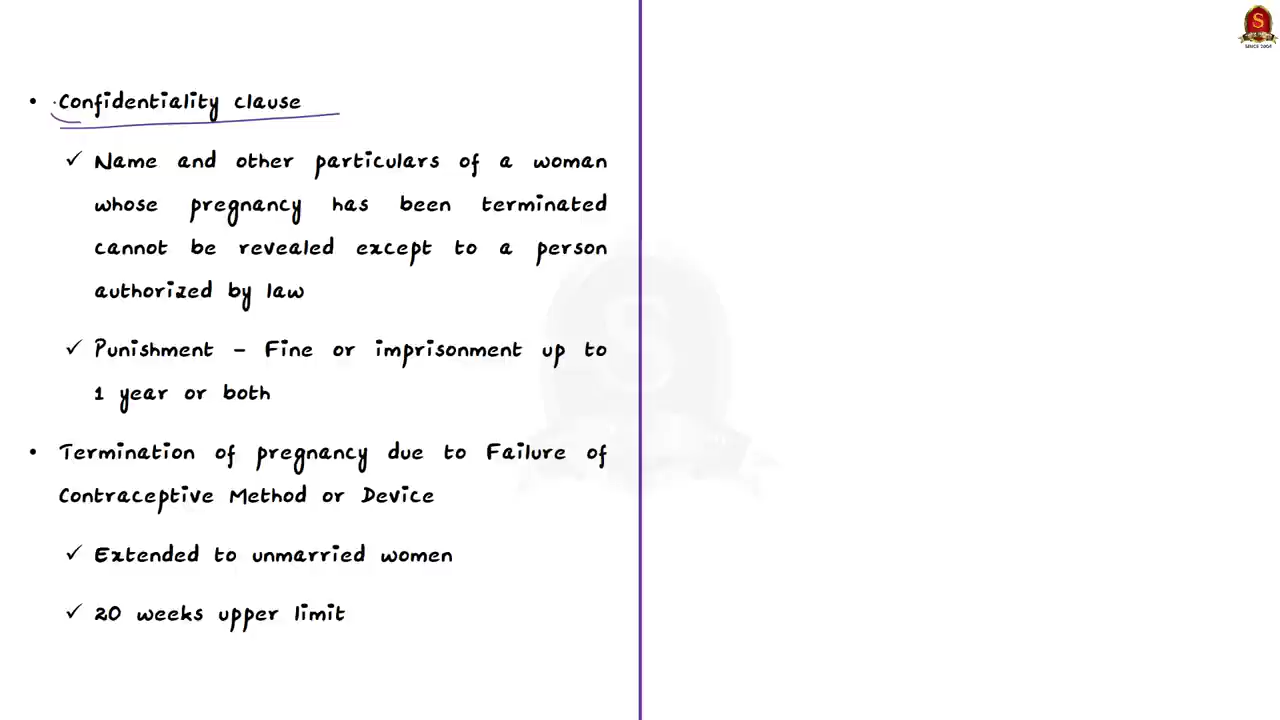 S
SINCE 2004
• Confidentiality clause
✓ Name and other particulars of a woman
whose pregnancy has been terminated
cannot be revealed except to a person
authorized by law
✓ Punishment – Fine or imprisonment up to
1 year or both
• Termination of pregnancy due to Failure of
Contraceptive Method or Device
✓ Extended to unmarried women
✓ 20 weeks upper limit